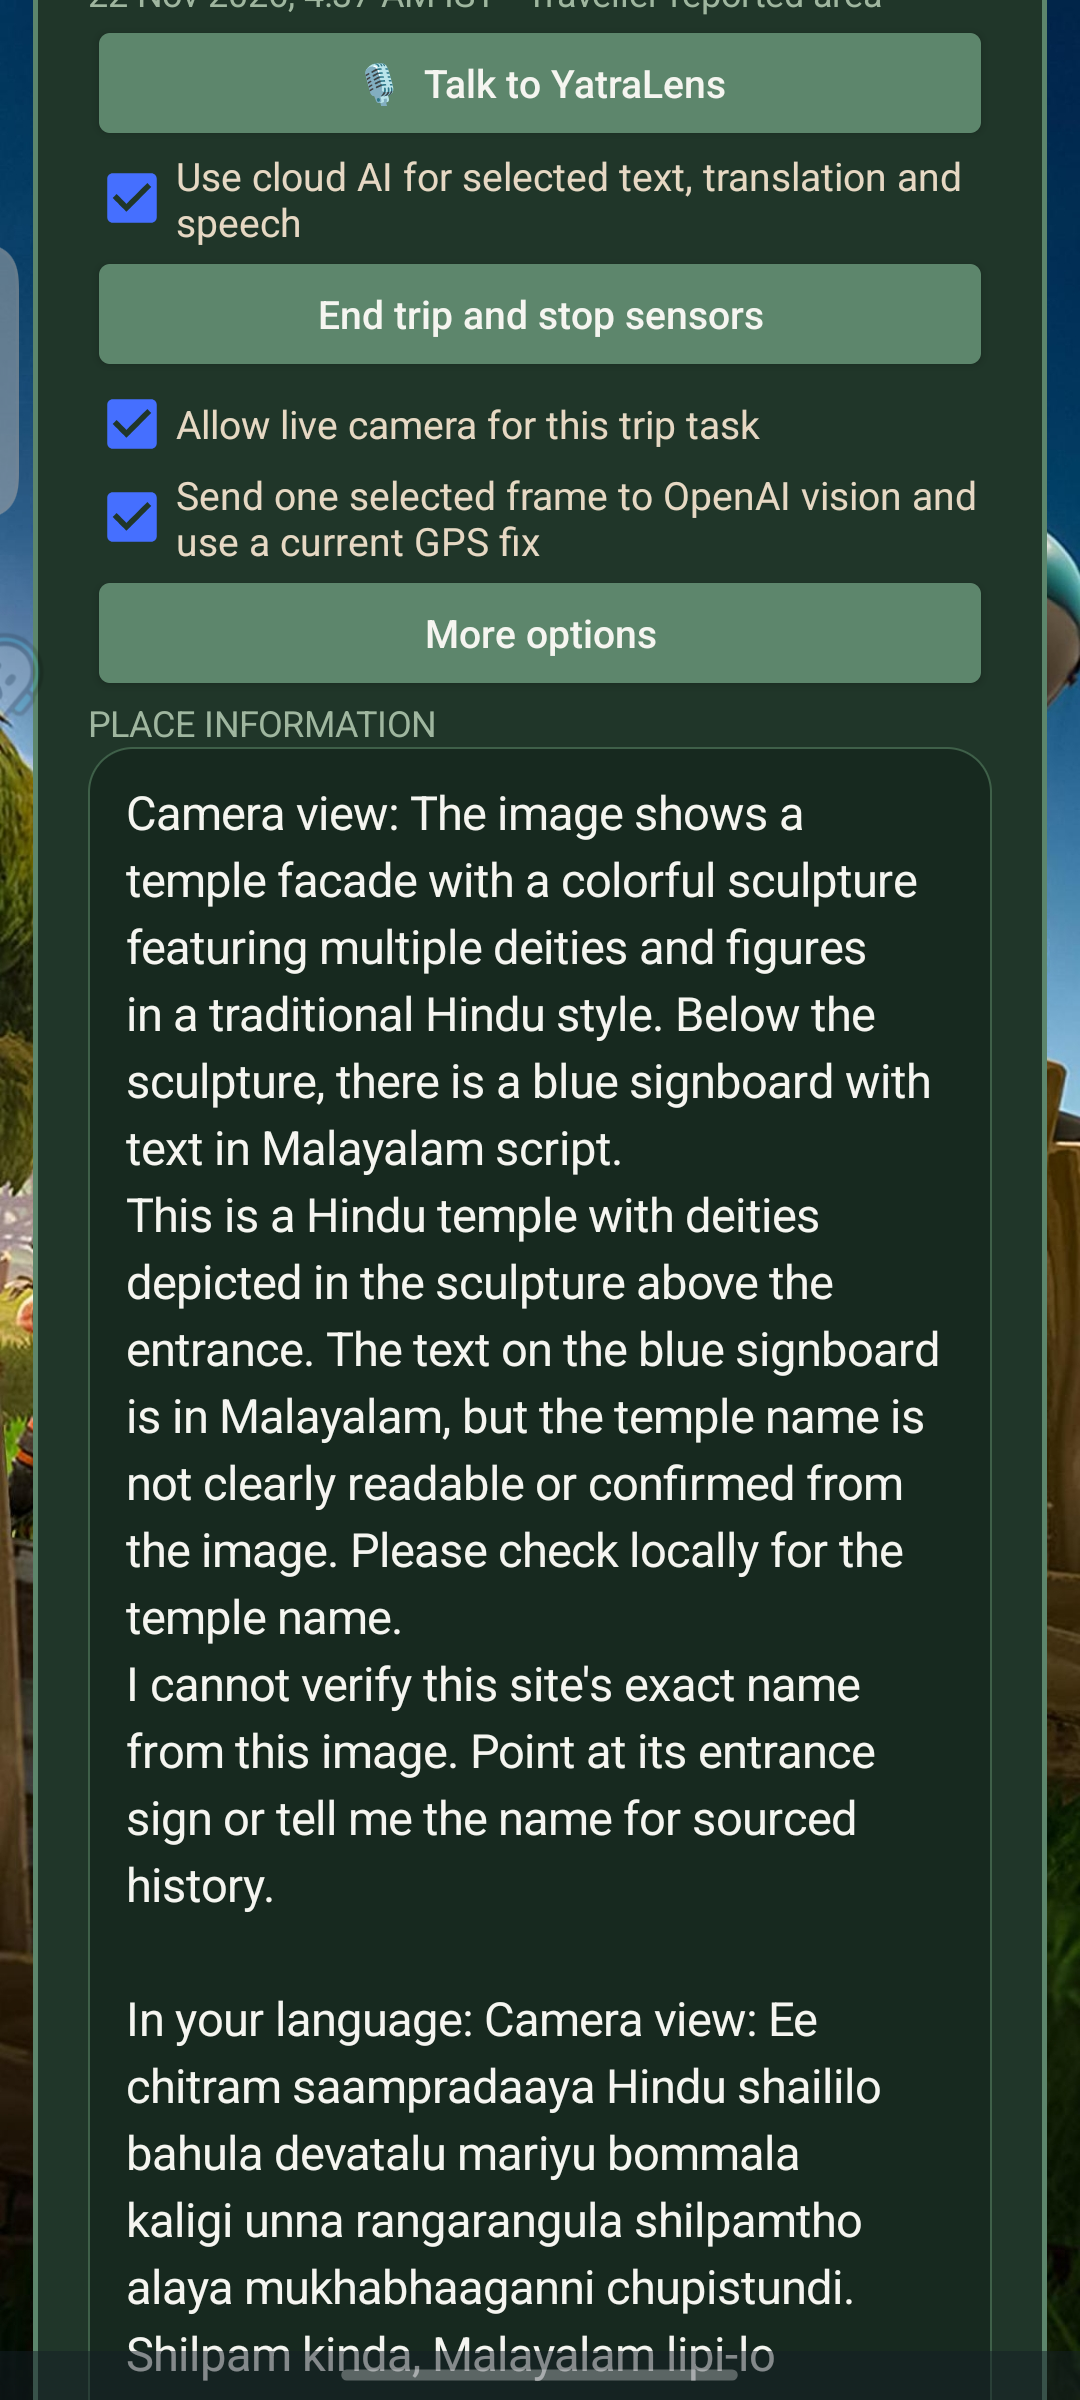 Talk to YatraLens
Use cloud AI for selected text, translation and
speech
End trip and stop sensors
Allow live camera for this trip task
Send one selected frame to OpenAI vision and
use a current GPS fix
More options
PLACE INFORMATION
Camera view: The image shows a
temple facade with a colorful sculpture
featuring multiple deities and figures
in a traditional Hindu style. Below the
sculpture, there is a blue signboard with
text in Malayalam script.
This is a Hindu temple with deities
depicted in the sculpture above the
entrance. The text on the blue signboard
is in Malayalam, but the temple name is
not clearly readable or confirmed from
the image. Please check locally for the
temple name.
I cannot verify this site's exact name
from this image. Point at its entrance
sign or tell me the name for sourced
history.
In your language: Camera view: Ee
chitram saampradaaya Hindu shaililo
bahula devatalu mariyu bommala
kaligi unna rangarangula shilpamtho
alaya mukhabhaaganni chupistundi.
Shilpam kinda, Malayalam lipi-lo